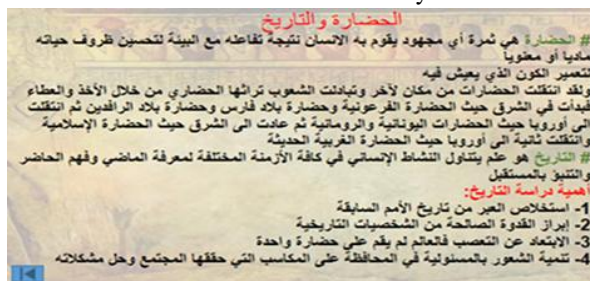 الحضارة والتاريخ
# الحضارة هي ثمرة أي مجهود يقوم به الانسان نتيجة تفاعله مع البيئة لتحسين ظروف حياته
ماديا أو معنويا
لتعمير الكون الذي يعيش فيه
ولقد انتقلت الحضارات من مكان لآخر وتبادلت الشعوب تراثها الحضاري من خلال الأخذ والعطاء
فبدأت في الشرق حيث الحضارة الفرعونية وحضارة بلاد فارس وحضارة بلاد الرافدين ثم انتقلت
الى أوروبا حيث الحضارات اليونانية والرومانية ثم عادت الى الشرق حيث الحضارة الإسلامية
وانتقلت ثانية الى أوروبا حيث الحضارة الغربية الحديثة
# التاريخ هو علم يتناول النشاط الإنساني في كافة الأزمنة المختلفة لمعرفة الماضي وفهم الحاضر
والتنبؤ بالمستقبل
أهمية دراسة التاريخ:
1- استخلاص العبر من تاريخ الأمم السابقة
2- إبراز القدوة الصالحة من الشخصيات التاريخية
3- الابتعاد عن التعصب فالعالم لم يقم على حضارة واحدة
4- تنمية الشعور بالمسئولية في المحافظة على المكاسب التي حققها المجتمع وحل مشكلاته